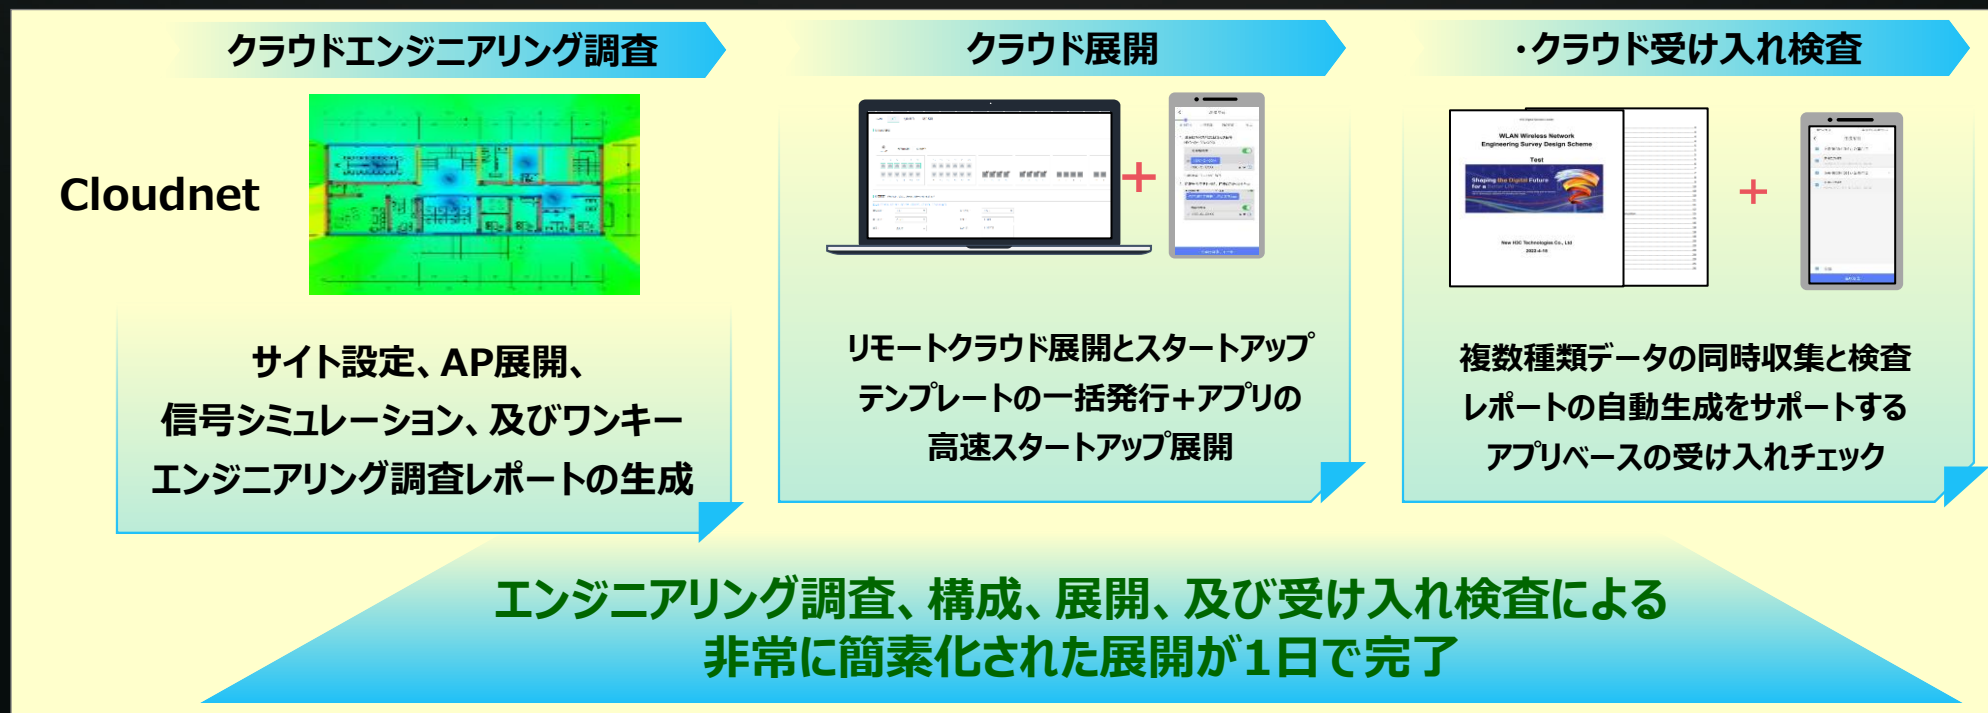 クラウドエンジニアリング調査
クラウド展開
・クラウド受け入れ検査
Cloudnet
サイト設定、AP展開、
信号シミュレーション、及びワンキー
エンジニアリング調査レポートの生成
リモートクラウド展開とスタートアップ
テンプレートの一括発行+アプリの
高速スタートアップ展開
WLAN Wireless Network
Engineering Survey Design Scheme
Test
Shaping the Digital Future
for a Better Life
New H3C Technologies Co., Ltd
複数種類データの同時収集と検査
レポートの自動生成をサポートする
アプリベースの受け入れチェック
エンジニアリング調査、構成、展開、及び受け入れ検査による
非常に簡素化された展開が1日で完了